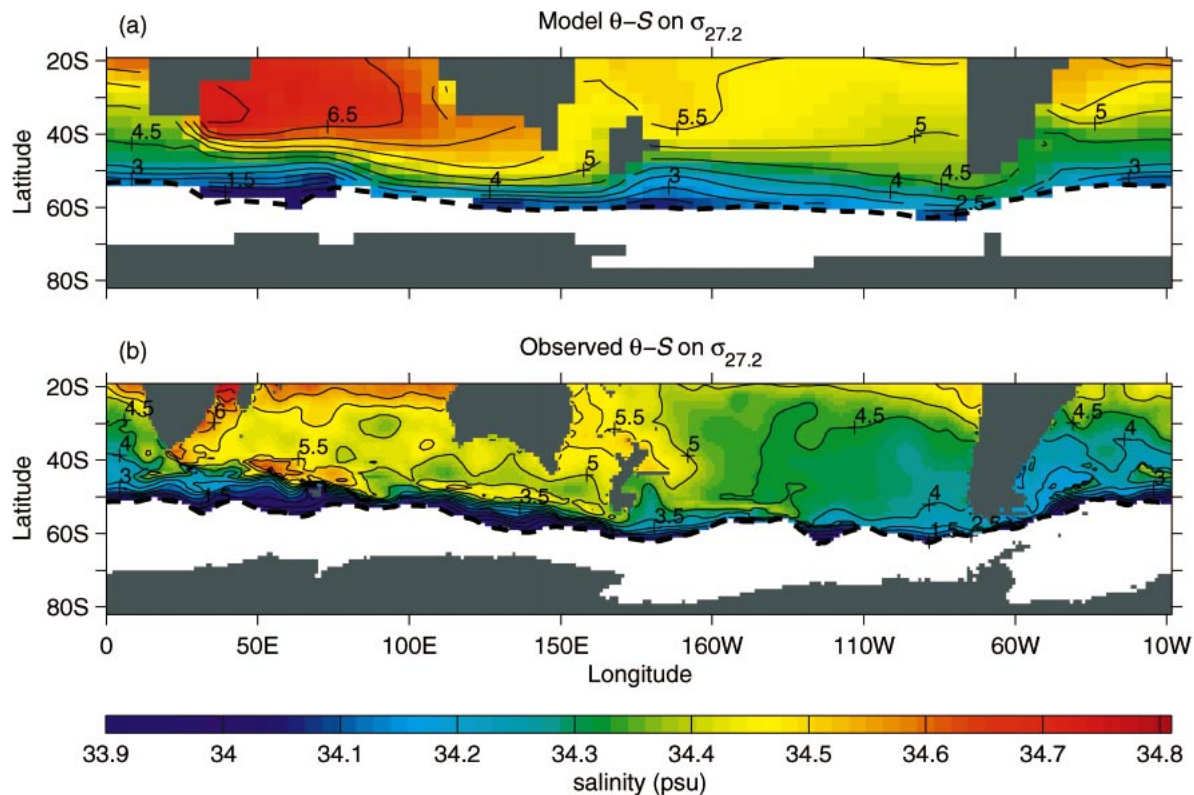 (a) Model θ–S on σ27.2
20S
40S
60S
80S
Latitude
6.5
5.5
5
5
4.5
5
4
3
4
4.5
3
1.5
2.5
3
(b) Observed θ–S on σ27.2
20S
40S
60S
80S
Latitude
4.5
6
5.5
4.5
4.5
4
5.5
5
4
4
5
3
3
1.5
3.5
3.5
4
1.5
2.5
0 50E 100E 150E 160W 110W 60W 10W
Longitude
33.9 34 34.1 34.2 34.3 34.4 34.5 34.6 34.7 34.8
salinity (psu)